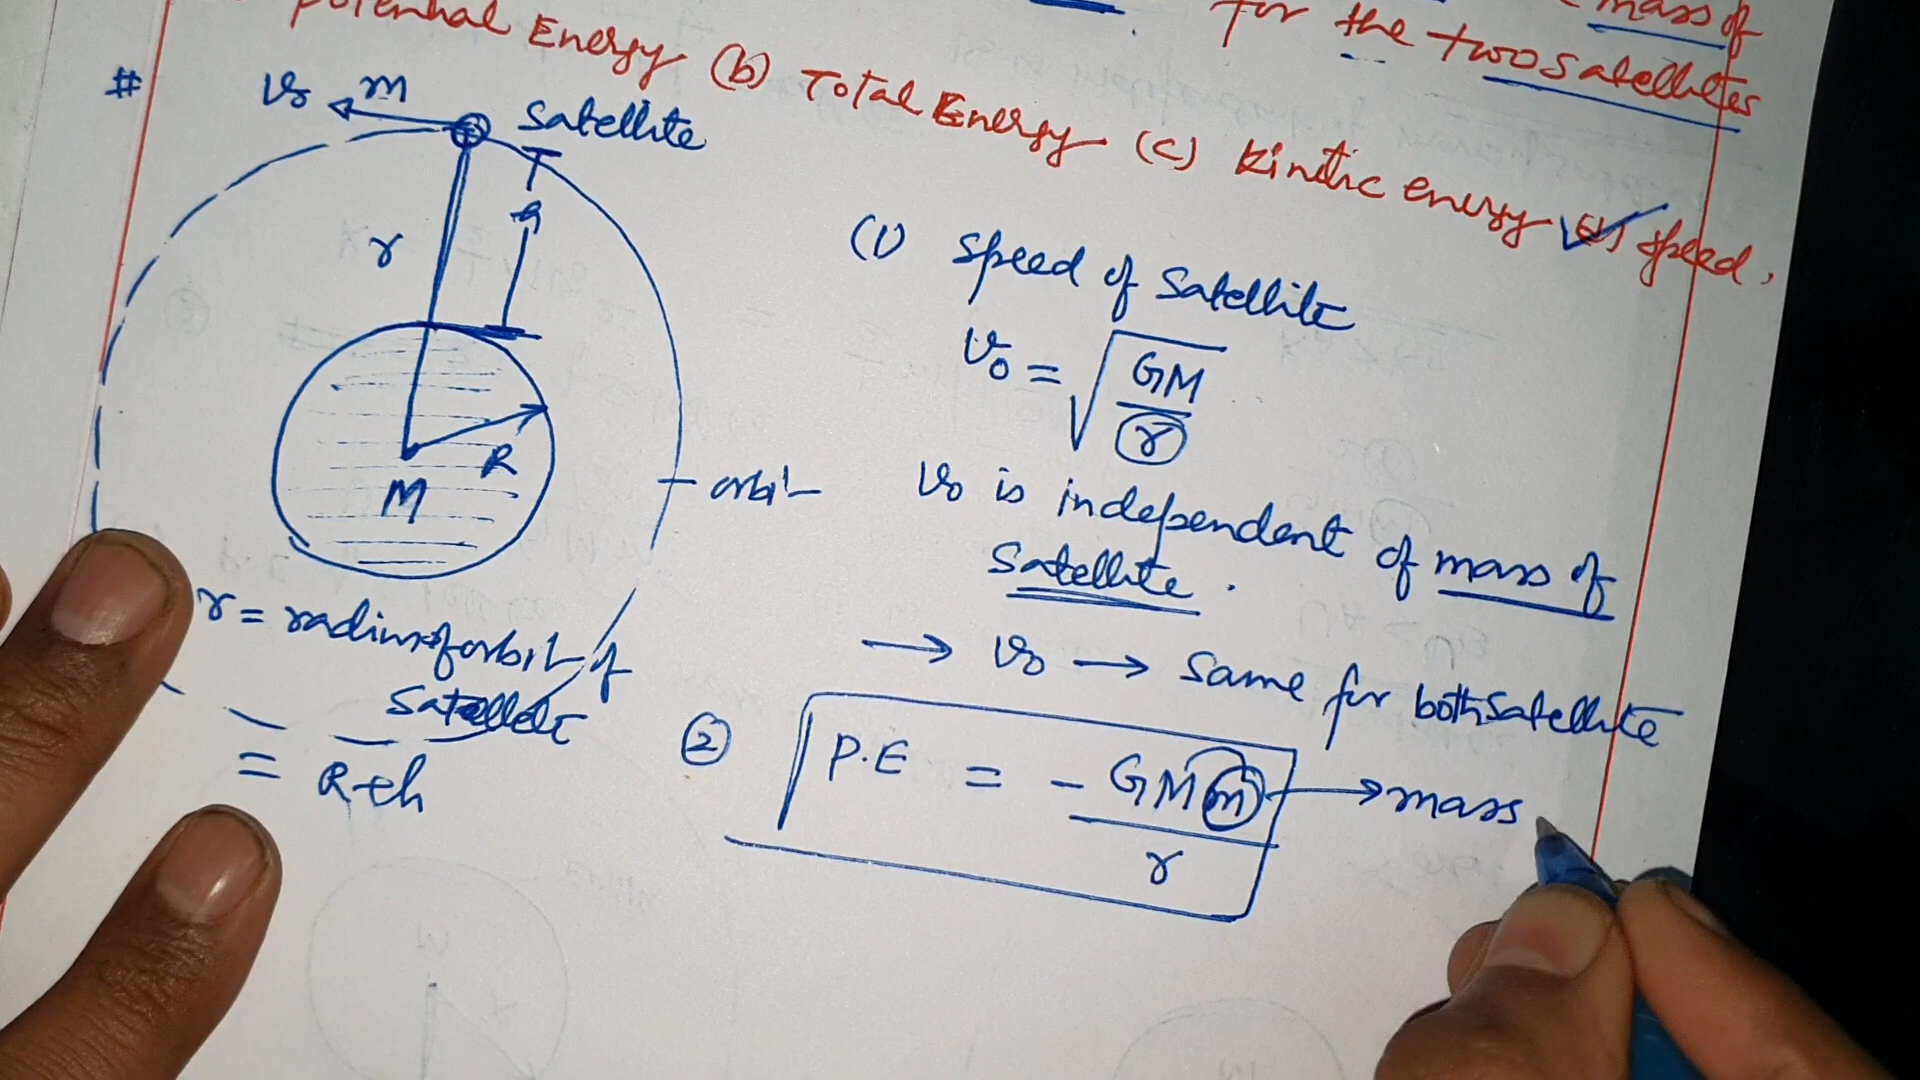 mass of
for the two satellites
Potential Energy (b) Total Energy (c) Kinetic energy speed.
#
v₀ m satellite
r h
R
M
orbit
r = radius of orbit of
satellite
= R+h
(1) speed of satellite
v₀ = √GM/r
v₀ is independent of mass of
satellite.
→ v₀ → same for both satellite
② P.E = - GMm/r → mass